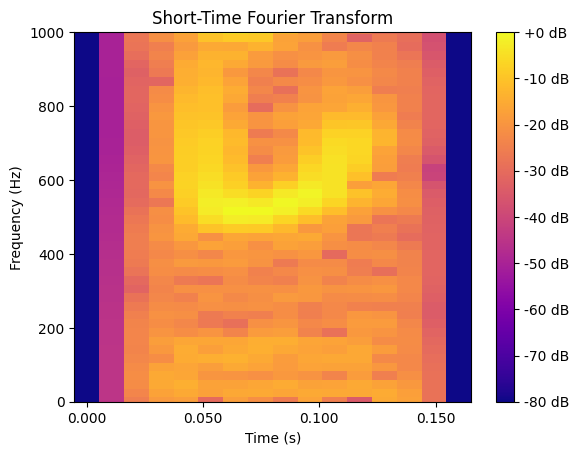 Short-Time Fourier Transform
1000
800
600
400
200
0
Frequency (Hz)
0.000
0.050
0.100
0.150
Time (s)
+0 dB
-10 dB
-20 dB
-30 dB
-40 dB
-50 dB
-60 dB
-70 dB
-80 dB